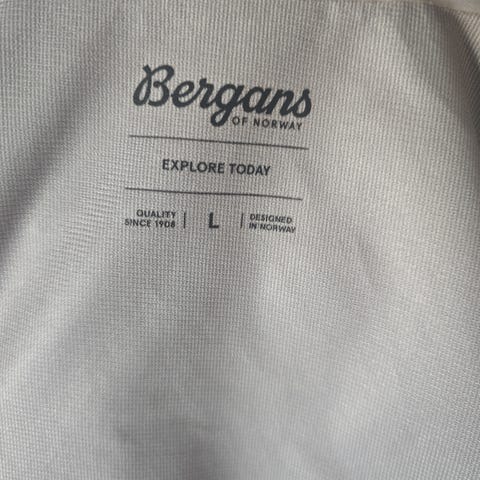 Bergans
OF NORWAY
EXPLORE TODAY
QUALITY
SINCE 1908
L
DESIGNED
IN NORWAY